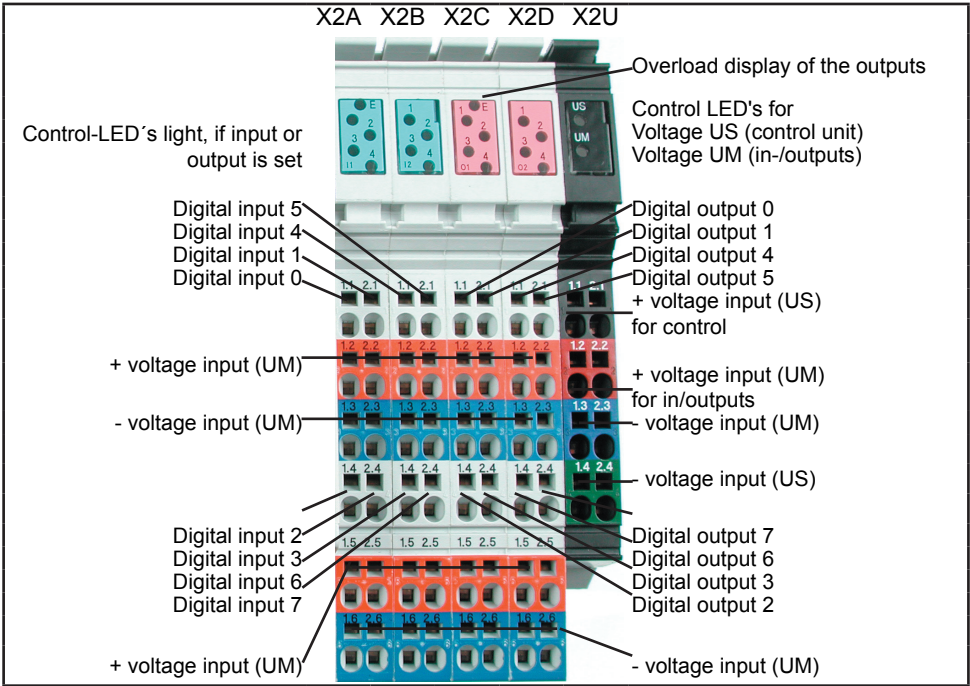 X2A X2B X2C X2D X2U
Overload display of the outputs
Control-LED´s light, if input or
output is set
Control LED's for
Voltage US (control unit)
Voltage UM (in-/outputs)
E
1
2
3
4
I1
1
2
3
4
I2
1
E
2
3
4
O1
1
2
3
4
O2
US
UM
Digital input 5
Digital input 4
Digital input 1
Digital input 0
Digital output 0
Digital output 1
Digital output 4
Digital output 5
1.1 2.1 1.1 2.1 1.1 2.1 1.1 2.1 1.1 2.1
+ voltage input (US)
for control
1.2 2.2 1.2 2.2 1.2 2.2 1.2 2.2 1.2 2.2
+ voltage input (UM)
+ voltage input (UM)
for in/outputs
1.3 2.3 1.3 2.3 1.3 2.3 1.3 2.3 1.3 2.3
- voltage input (UM)
- voltage input (UM)
1.4 2.4 1.4 2.4 1.4 2.4 1.4 2.4 1.4 2.4
- voltage input (US)
Digital input 2
Digital input 3
Digital input 6
Digital input 7
Digital output 7
Digital output 6
Digital output 3
Digital output 2
1.5 2.5 1.5 2.5 1.5 2.5 1.5 2.5
1.6 2.6 1.6 2.6 1.6 2.6 1.6 2.6
+ voltage input (UM)
- voltage input (UM)